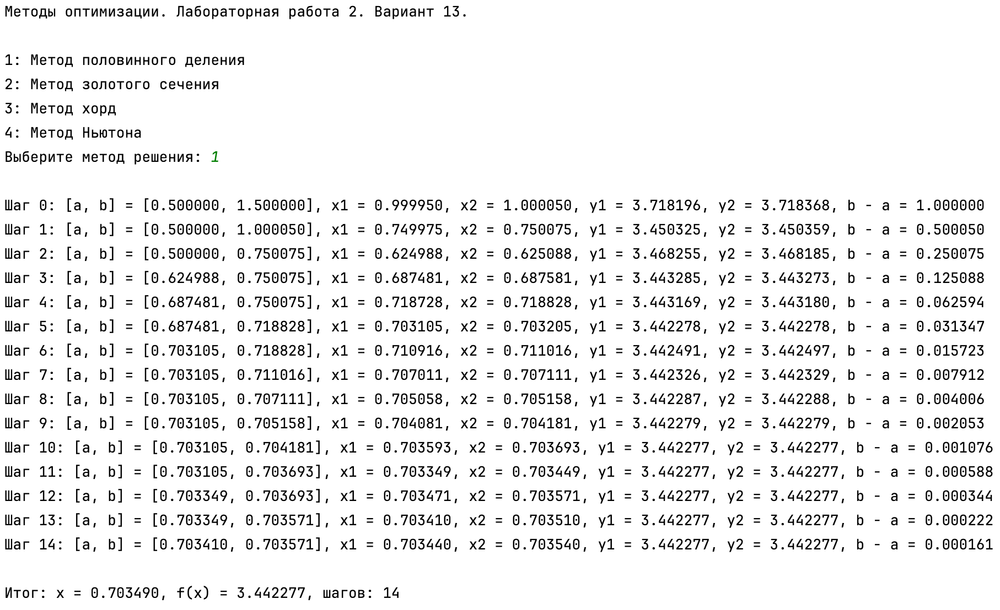 Методы оптимизации. Лабораторная работа 2. Вариант 13.
1: Метод половинного деления
2: Метод золотого сечения
3: Метод хорд
4: Метод Ньютона
Выберите метод решения: 1
Шаг 0: [a, b] = [0.500000, 1.500000], x1 = 0.999950, x2 = 1.000050, y1 = 3.718196, y2 = 3.718368, b - a = 1.000000
Шаг 1: [a, b] = [0.500000, 1.000050], x1 = 0.749975, x2 = 0.750075, y1 = 3.450325, y2 = 3.450359, b - a = 0.500050
Шаг 2: [a, b] = [0.500000, 0.750075], x1 = 0.624988, x2 = 0.625088, y1 = 3.468255, y2 = 3.468185, b - a = 0.250075
Шаг 3: [a, b] = [0.624988, 0.750075], x1 = 0.687481, x2 = 0.687581, y1 = 3.443285, y2 = 3.443273, b - a = 0.125088
Шаг 4: [a, b] = [0.687481, 0.750075], x1 = 0.718728, x2 = 0.718828, y1 = 3.443169, y2 = 3.443180, b - a = 0.062594
Шаг 5: [a, b] = [0.687481, 0.718828], x1 = 0.703105, x2 = 0.703205, y1 = 3.442278, y2 = 3.442278, b - a = 0.031347
Шаг 6: [a, b] = [0.703105, 0.718828], x1 = 0.710916, x2 = 0.711016, y1 = 3.442491, y2 = 3.442497, b - a = 0.015723
Шаг 7: [a, b] = [0.703105, 0.711016], x1 = 0.707011, x2 = 0.707111, y1 = 3.442326, y2 = 3.442329, b - a = 0.007912
Шаг 8: [a, b] = [0.703105, 0.707111], x1 = 0.705058, x2 = 0.705158, y1 = 3.442287, y2 = 3.442288, b - a = 0.004006
Шаг 9: [a, b] = [0.703105, 0.705158], x1 = 0.704081, x2 = 0.704181, y1 = 3.442279, y2 = 3.442279, b - a = 0.002053
Шаг 10: [a, b] = [0.703105, 0.704181], x1 = 0.703593, x2 = 0.703693, y1 = 3.442277, y2 = 3.442277, b - a = 0.001076
Шаг 11: [a, b] = [0.703105, 0.703693], x1 = 0.703349, x2 = 0.703449, y1 = 3.442277, y2 = 3.442277, b - a = 0.000588
Шаг 12: [a, b] = [0.703349, 0.703693], x1 = 0.703471, x2 = 0.703571, y1 = 3.442277, y2 = 3.442277, b - a = 0.000344
Шаг 13: [a, b] = [0.703349, 0.703571], x1 = 0.703410, x2 = 0.703510, y1 = 3.442277, y2 = 3.442277, b - a = 0.000222
Шаг 14: [a, b] = [0.703410, 0.703571], x1 = 0.703440, x2 = 0.703540, y1 = 3.442277, y2 = 3.442277, b - a = 0.000161
Итог: x = 0.703490, f(x) = 3.442277, шагов: 14